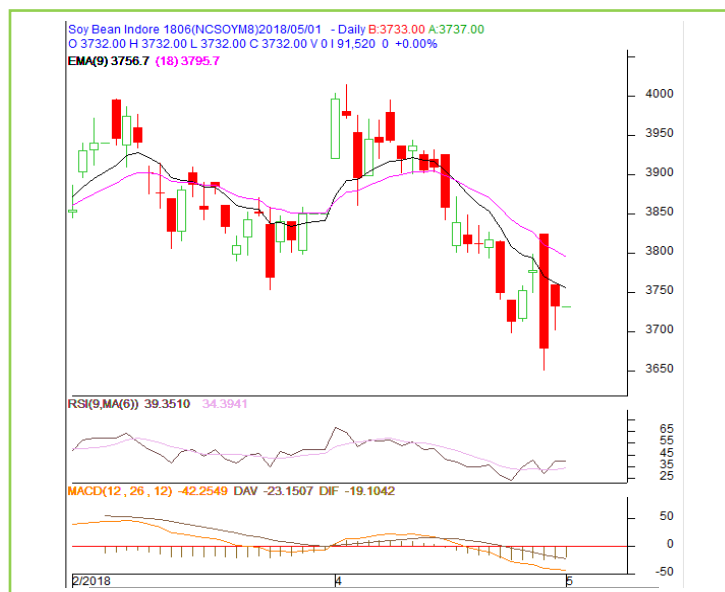 Soy Bean Indore 1806(NCSOYM8)2018/05/01 - Daily B:3733.00 A:3737.00
O 3732.00 H 3732.00 L 3732.00 C 3732.00 V 0 I 91,520 0 +0.00%
EMA(9) 3756.7 (18) 3795.7
4000
3950
3900
3850
3800
3750
3700
3650
RSI(9,MA(6)) 39.3510 34.3941
65
55
45
35
25
MACD(12 , 26 , 12) -42.2549 DAV -23.1507 DIF -19.1042
50
0
-50
2/2018 4 5